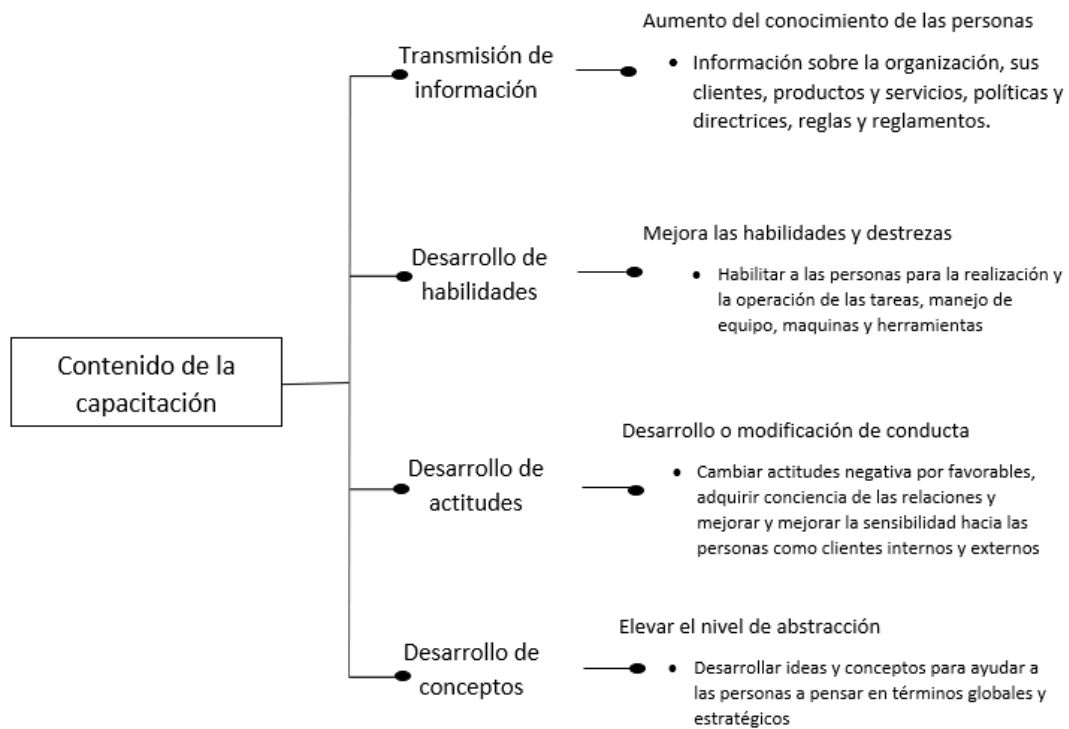 Contenido de la
capacitación
Transmisión de
información
Aumento del conocimiento de las personas
• Información sobre la organización, sus
clientes, productos y servicios, políticas y
directrices, reglas y reglamentos.
Desarrollo de
habilidades
Mejora las habilidades y destrezas
• Habilitar a las personas para la realización y
la operación de las tareas, manejo de
equipo, maquinas y herramientas
Desarrollo de
actitudes
Desarrollo o modificación de conducta
• Cambiar actitudes negativa por favorables,
adquirir conciencia de las relaciones y
mejorar y mejorar la sensibilidad hacia las
personas como clientes internos y externos
Desarrollo de
conceptos
Elevar el nivel de abstracción
• Desarrollar ideas y conceptos para ayudar a
las personas a pensar en términos globales y
estratégicos